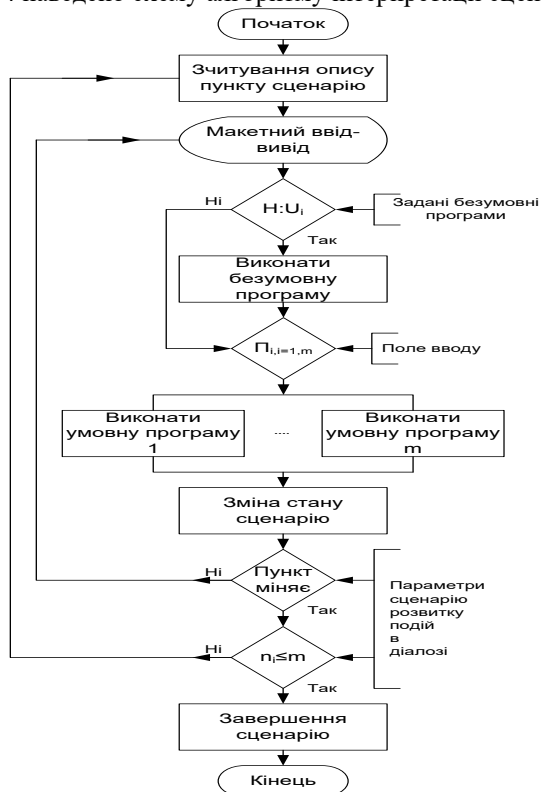 Початок
Зчитування опису
пункту сценарію
Макетний ввід-
вивід
Ні
H:Ui
Задані безумовні
програми
Так
Виконати
безумовну
програму
Пi,i=1,m
Поле вводу
Виконати
умовну програму
1
....
Виконати
умовну програму
m
Зміна стану
сценарію
Ні
Пункт
міняє
Так
Параметри
сценарію
розвитку
подій
в
діалозі
Ні
ni≤m
Так
Завершення
сценарію
Кінець